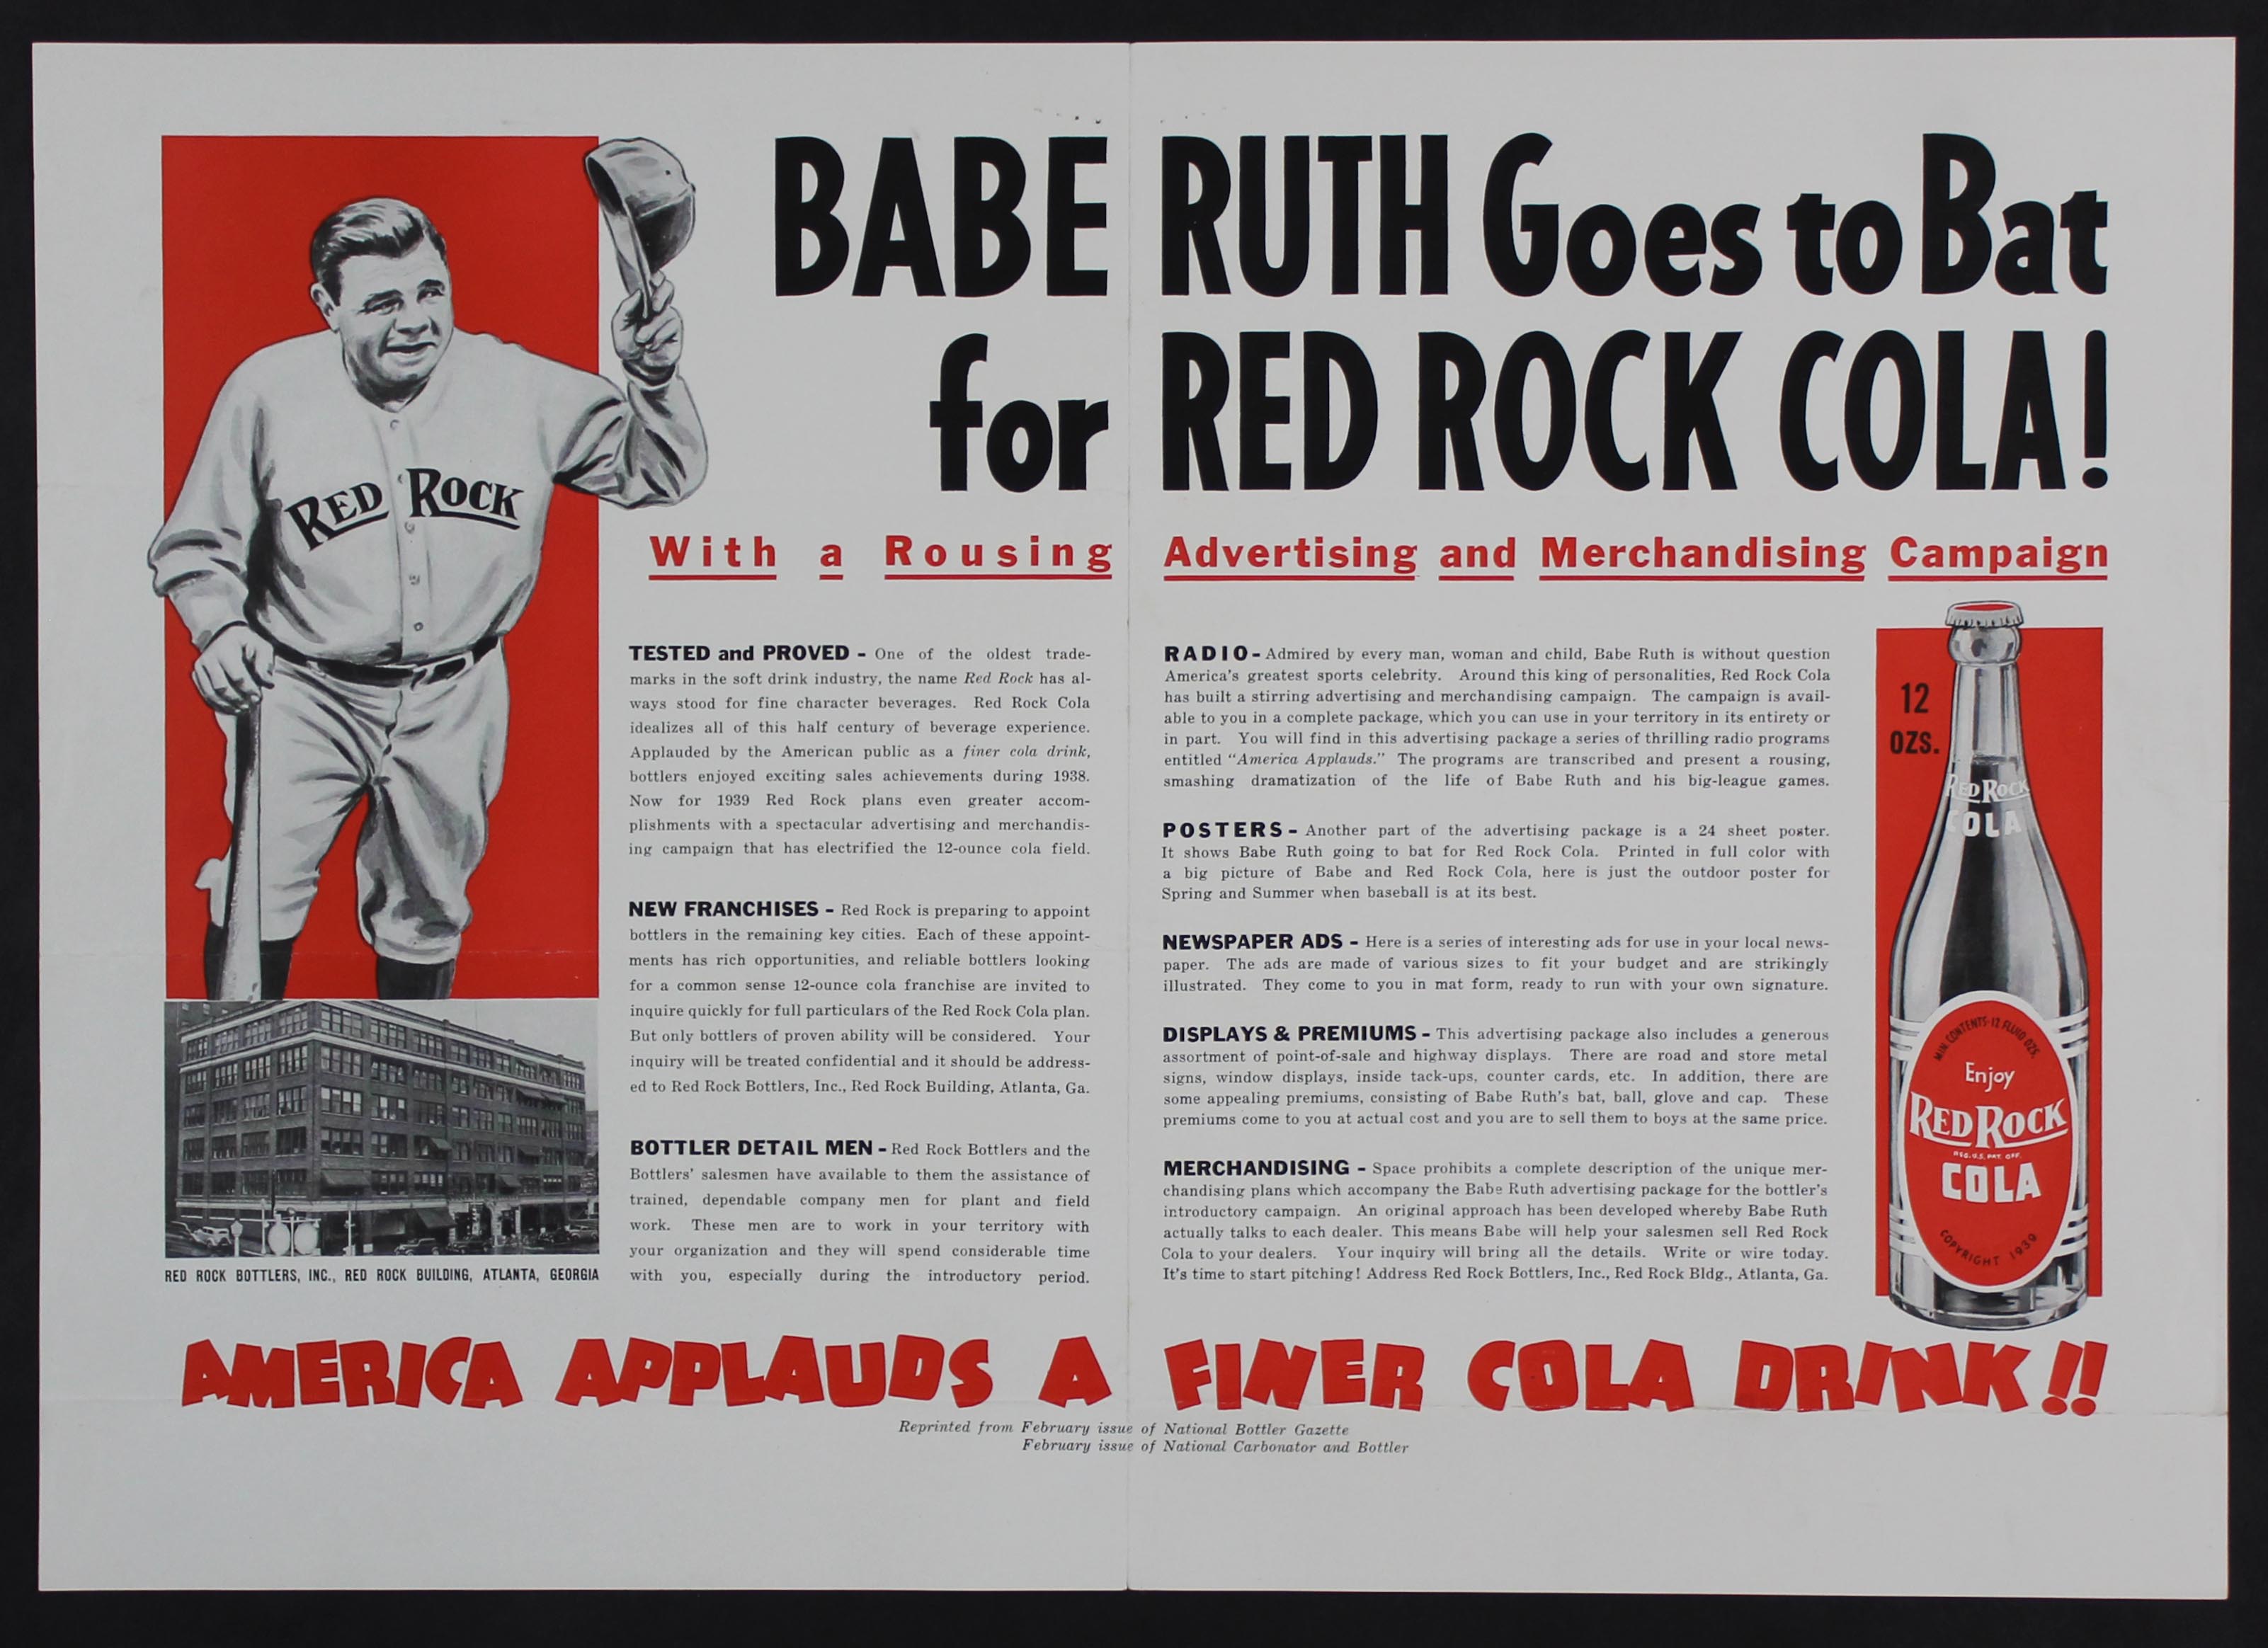 BABE RUTH Goes to Bat
for RED ROCK COLA!
With a Rousing Advertising and Merchandising Campaign
RED ROCK
TESTED and PROVED - One of the oldest trade-
marks in the soft drink industry, the name Red Rock has al-
ways stood for fine character beverages. Red Rock Cola
idealizes all of this half century of beverage experience.
Applauded by the American public as a finer cola drink,
bottlers enjoyed exciting sales achievements during 1938.
Now for 1939 Red Rock plans even greater accom-
plishments with a spectacular advertising and merchandis-
ing campaign that has electrified the 12-ounce cola field.
NEW FRANCHISES - Red Rock is preparing to appoint
bottlers in the remaining key cities. Each of these appoint-
ments has rich opportunities, and reliable bottlers looking
for a common sense 12-ounce cola franchise are invited to
inquire quickly for full particulars of the Red Rock Cola plan.
But only bottlers of proven ability will be considered. Your
inquiry will be treated confidential and it should be address-
ed to Red Rock Bottlers, Inc., Red Rock Building, Atlanta, Ga.
BOTTLER DETAIL MEN - Red Rock Bottlers and the
Bottlers' salesmen have available to them the assistance of
trained, dependable company men for plant and field
work. These men are to work in your territory with
your organization and they will spend considerable time
with you, especially during the introductory period.
RED ROCK BOTTLERS, INC., RED ROCK BUILDING, ATLANTA, GEORGIA
RADIO - Admired by every man, woman and child, Babe Ruth is without question
America's greatest sports celebrity. Around this king of personalities, Red Rock Cola
has built a stirring advertising and merchandising campaign. The campaign is avail-
able to you in a complete package, which you can use in your territory in its entirety or
in part. You will find in this advertising package a series of thrilling radio programs
entitled "America Applauds." The programs are transcribed and present a rousing,
smashing dramatization of the life of Babe Ruth and his big-league games.
POSTERS - Another part of the advertising package is a 24 sheet poster.
It shows Babe Ruth going to bat for Red Rock Cola. Printed in full color with
a big picture of Babe and Red Rock Cola, here is just the outdoor poster for
Spring and Summer when baseball is at its best.
NEWSPAPER ADS - Here is a series of interesting ads for use in your local news-
paper. The ads are made of various sizes to fit your budget and are strikingly
illustrated. They come to you in mat form, ready to run with your own signature.
DISPLAYS & PREMIUMS - This advertising package also includes a generous
assortment of point-of-sale and highway displays. There are road and store metal
signs, window displays, inside tack-ups, counter cards, etc. In addition, there are
some appealing premiums, consisting of Babe Ruth's bat, ball, glove and cap. These
premiums come to you at actual cost and you are to sell them to boys at the same price.
MERCHANDISING - Space prohibits a complete description of the unique mer-
chandising plans which accompany the Babe Ruth advertising package for the bottler's
introductory campaign. An original approach has been developed whereby Babe Ruth
actually talks to each dealer. This means Babe will help your salesmen sell Red Rock
Cola to your dealers. Your inquiry will bring all the details. Write or wire today.
It's time to start pitching! Address Red Rock Bottlers, Inc., Red Rock Bldg., Atlanta, Ga.
12
OZS.
RED ROCK
COLA
MIN. CONTENTS-12 FLUID OZS.
Enjoy
RED ROCK
REG. U.S. PAT. OFF.
COLA
COPYRIGHT 1939
AMERICA APPLAUDS A FINER COLA DRINK!!
Reprinted from February issue of National Bottler Gazette
February issue of National Carbonator and Bottler